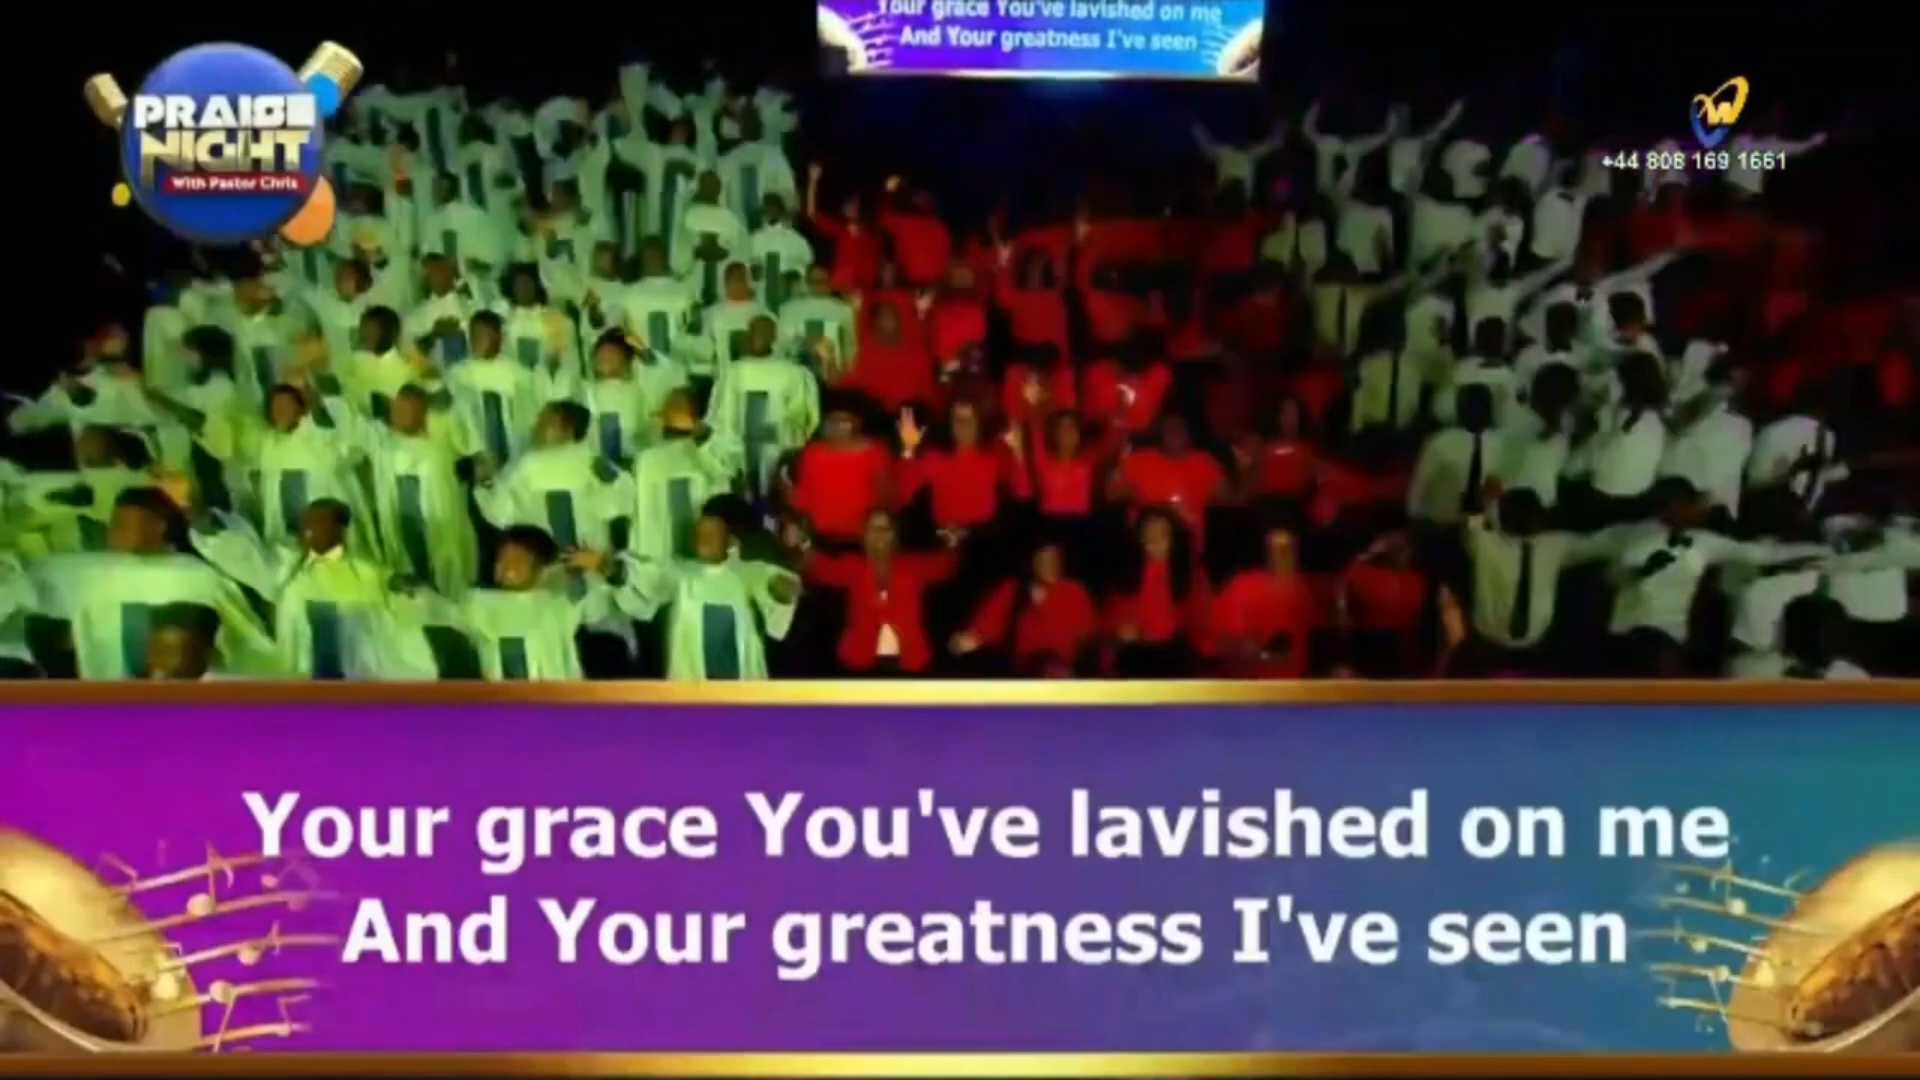 Your grace You've lavished on me
And Your greatness I've seen
PRAISE
NIGHT
With Pastor Chris
W
+44 808 169 1661
Your grace You've lavished on me
And Your greatness I've seen